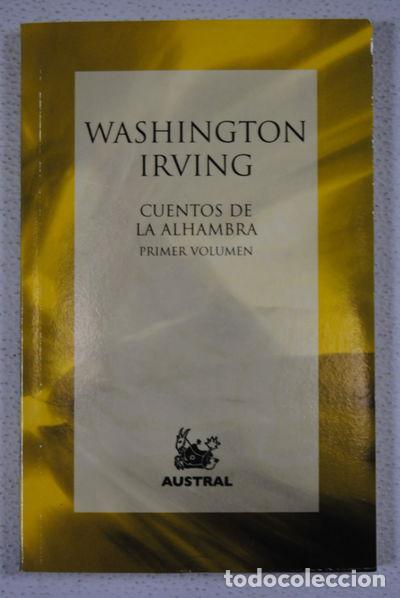 WASHINGTON
IRVING
CUENTOS DE
LA ALHAMBRA
PRIMER VOLUMEN
AUSTRAL
todocoleccion